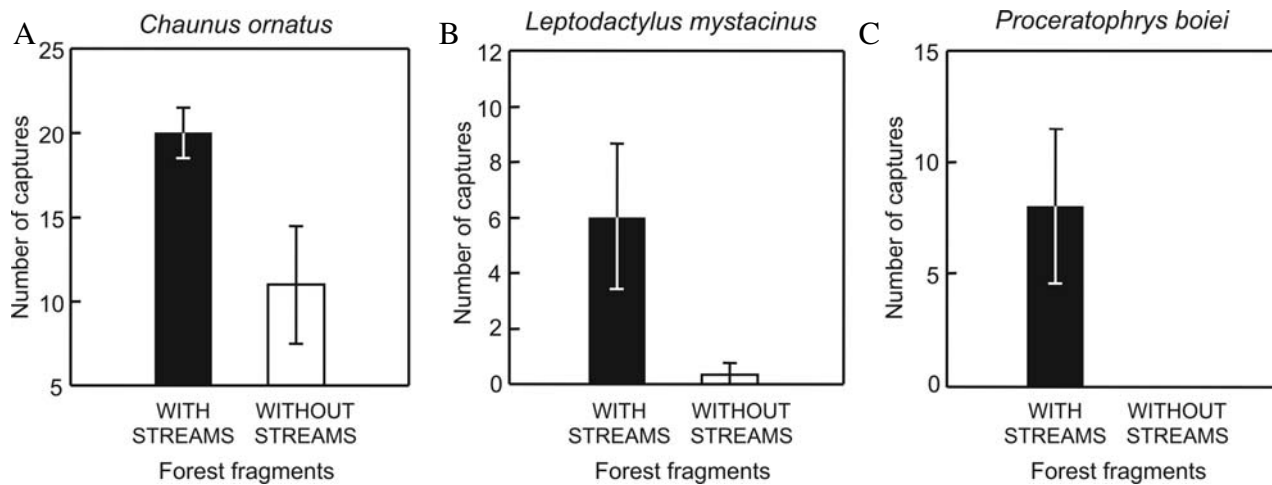 A
Chaunus ornatus
25
20
15
10
5
Number of captures
WITH
STREAMS
WITHOUT
STREAMS
Forest fragments
B
Leptodactylus mystacinus
12
10
8
6
4
2
0
Number of captures
WITH
STREAMS
WITHOUT
STREAMS
Forest fragments
C
Proceratophrys boiei
15
10
5
0
Number of captures
WITH
STREAMS
WITHOUT
STREAMS
Forest fragments